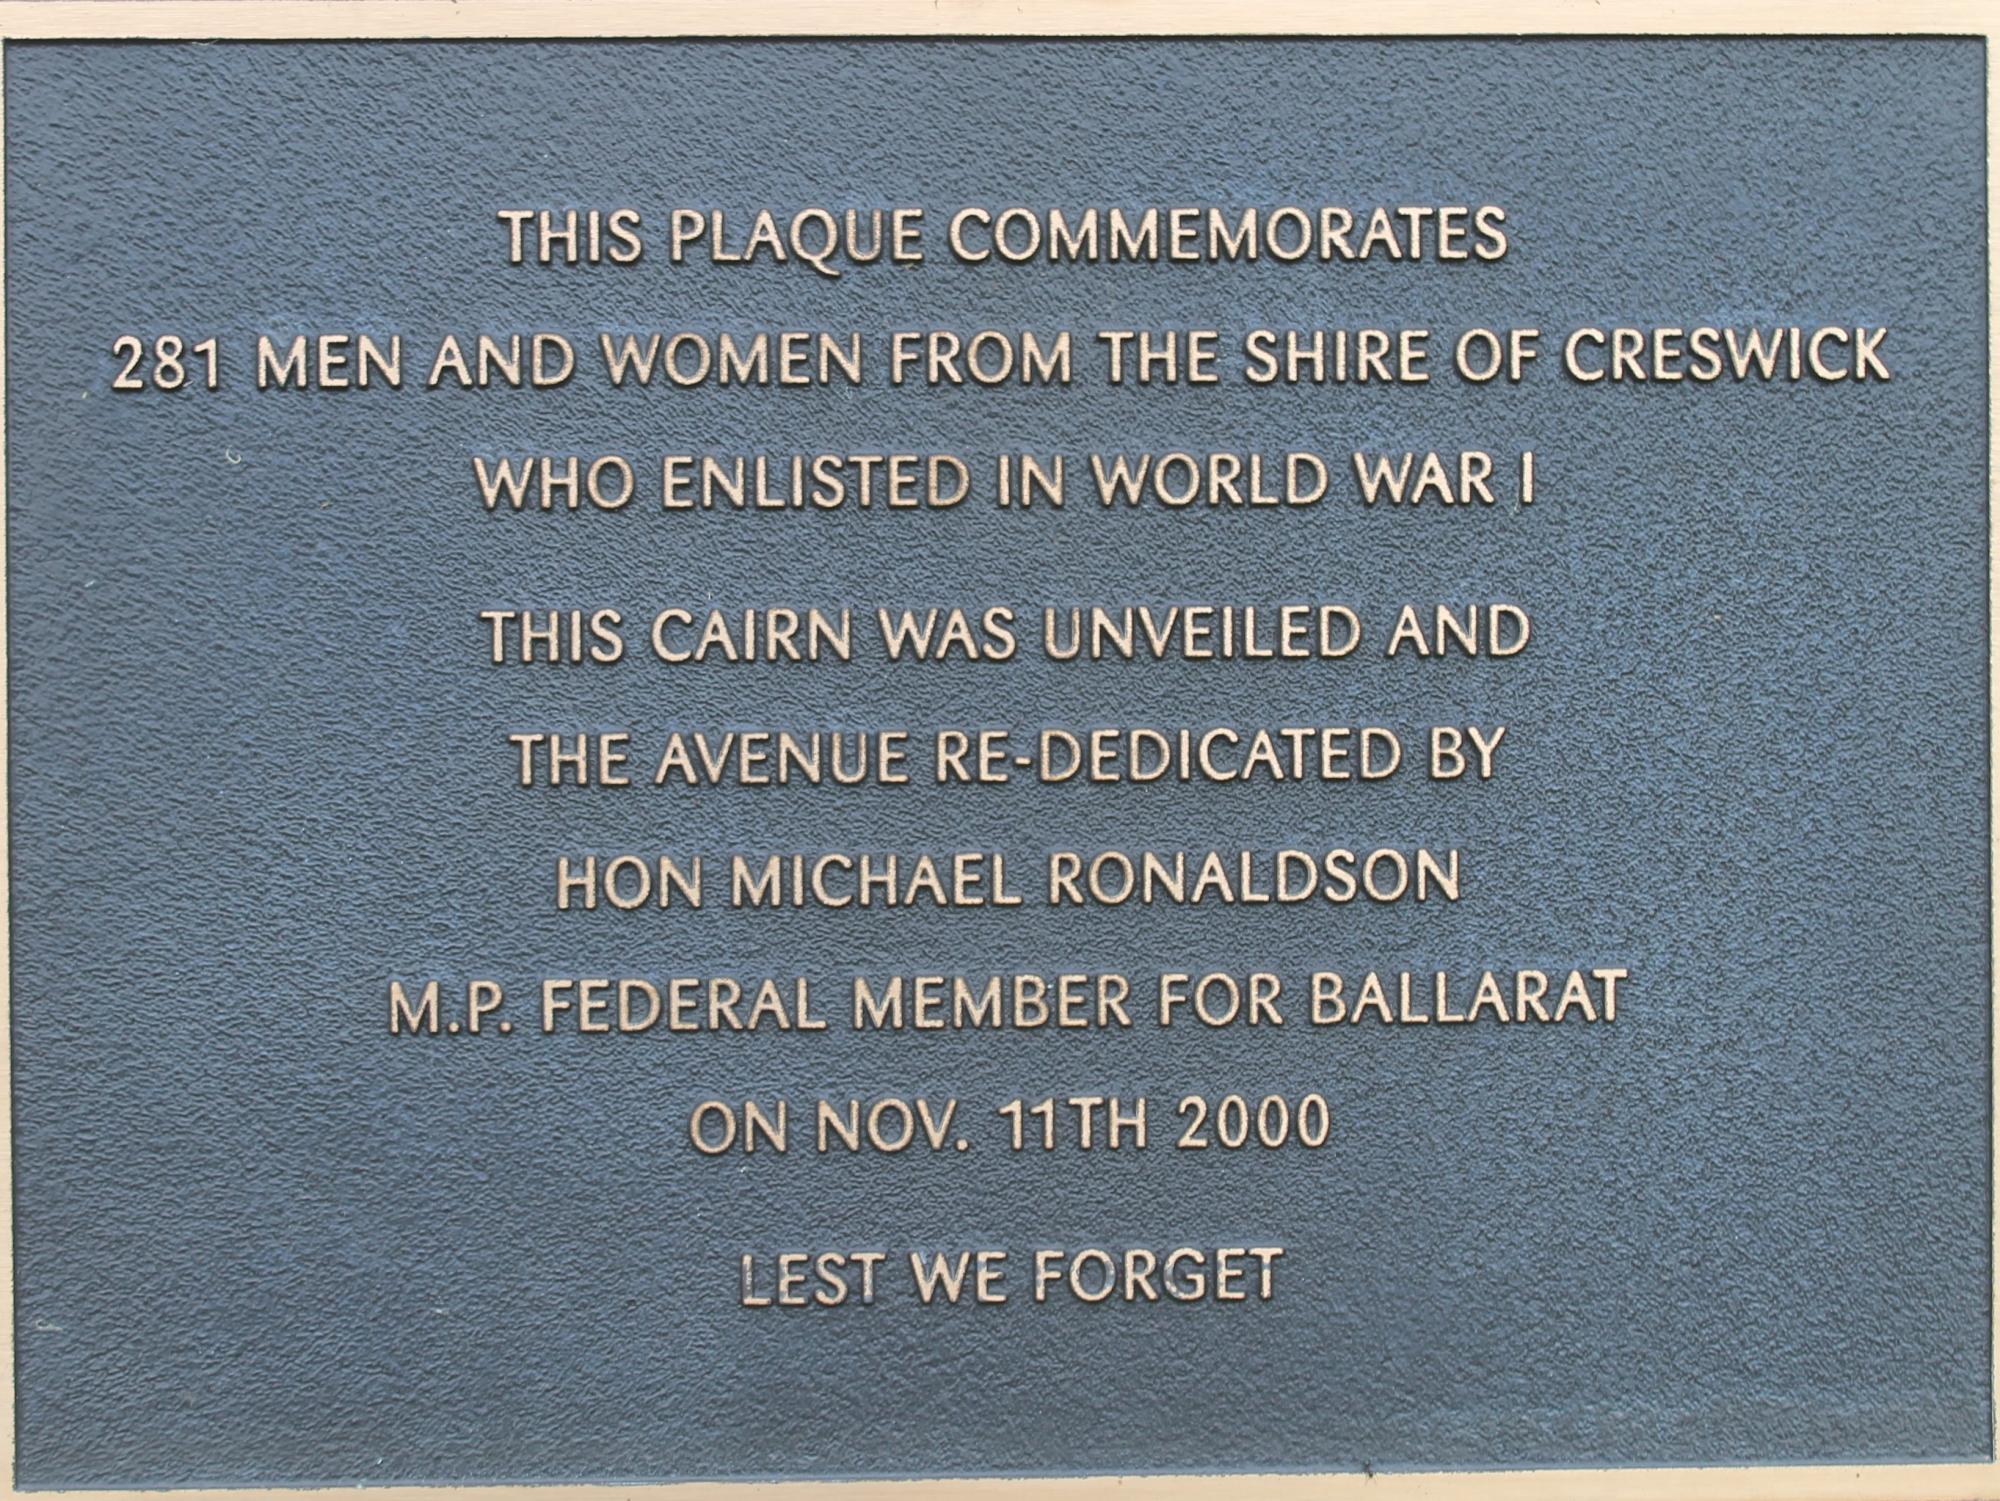 THIS PLAQUE COMMEMORATES
281 MEN AND WOMEN FROM THE SHIRE OF CRESWICK
WHO ENLISTED IN WORLD WAR I
THIS CAIRN WAS UNVEILED AND
THE AVENUE RE-DEDICATED BY
HON MICHAEL RONALDSON
M.P. FEDERAL MEMBER FOR BALLARAT
ON NOV. 11TH 2000
LEST WE FORGET